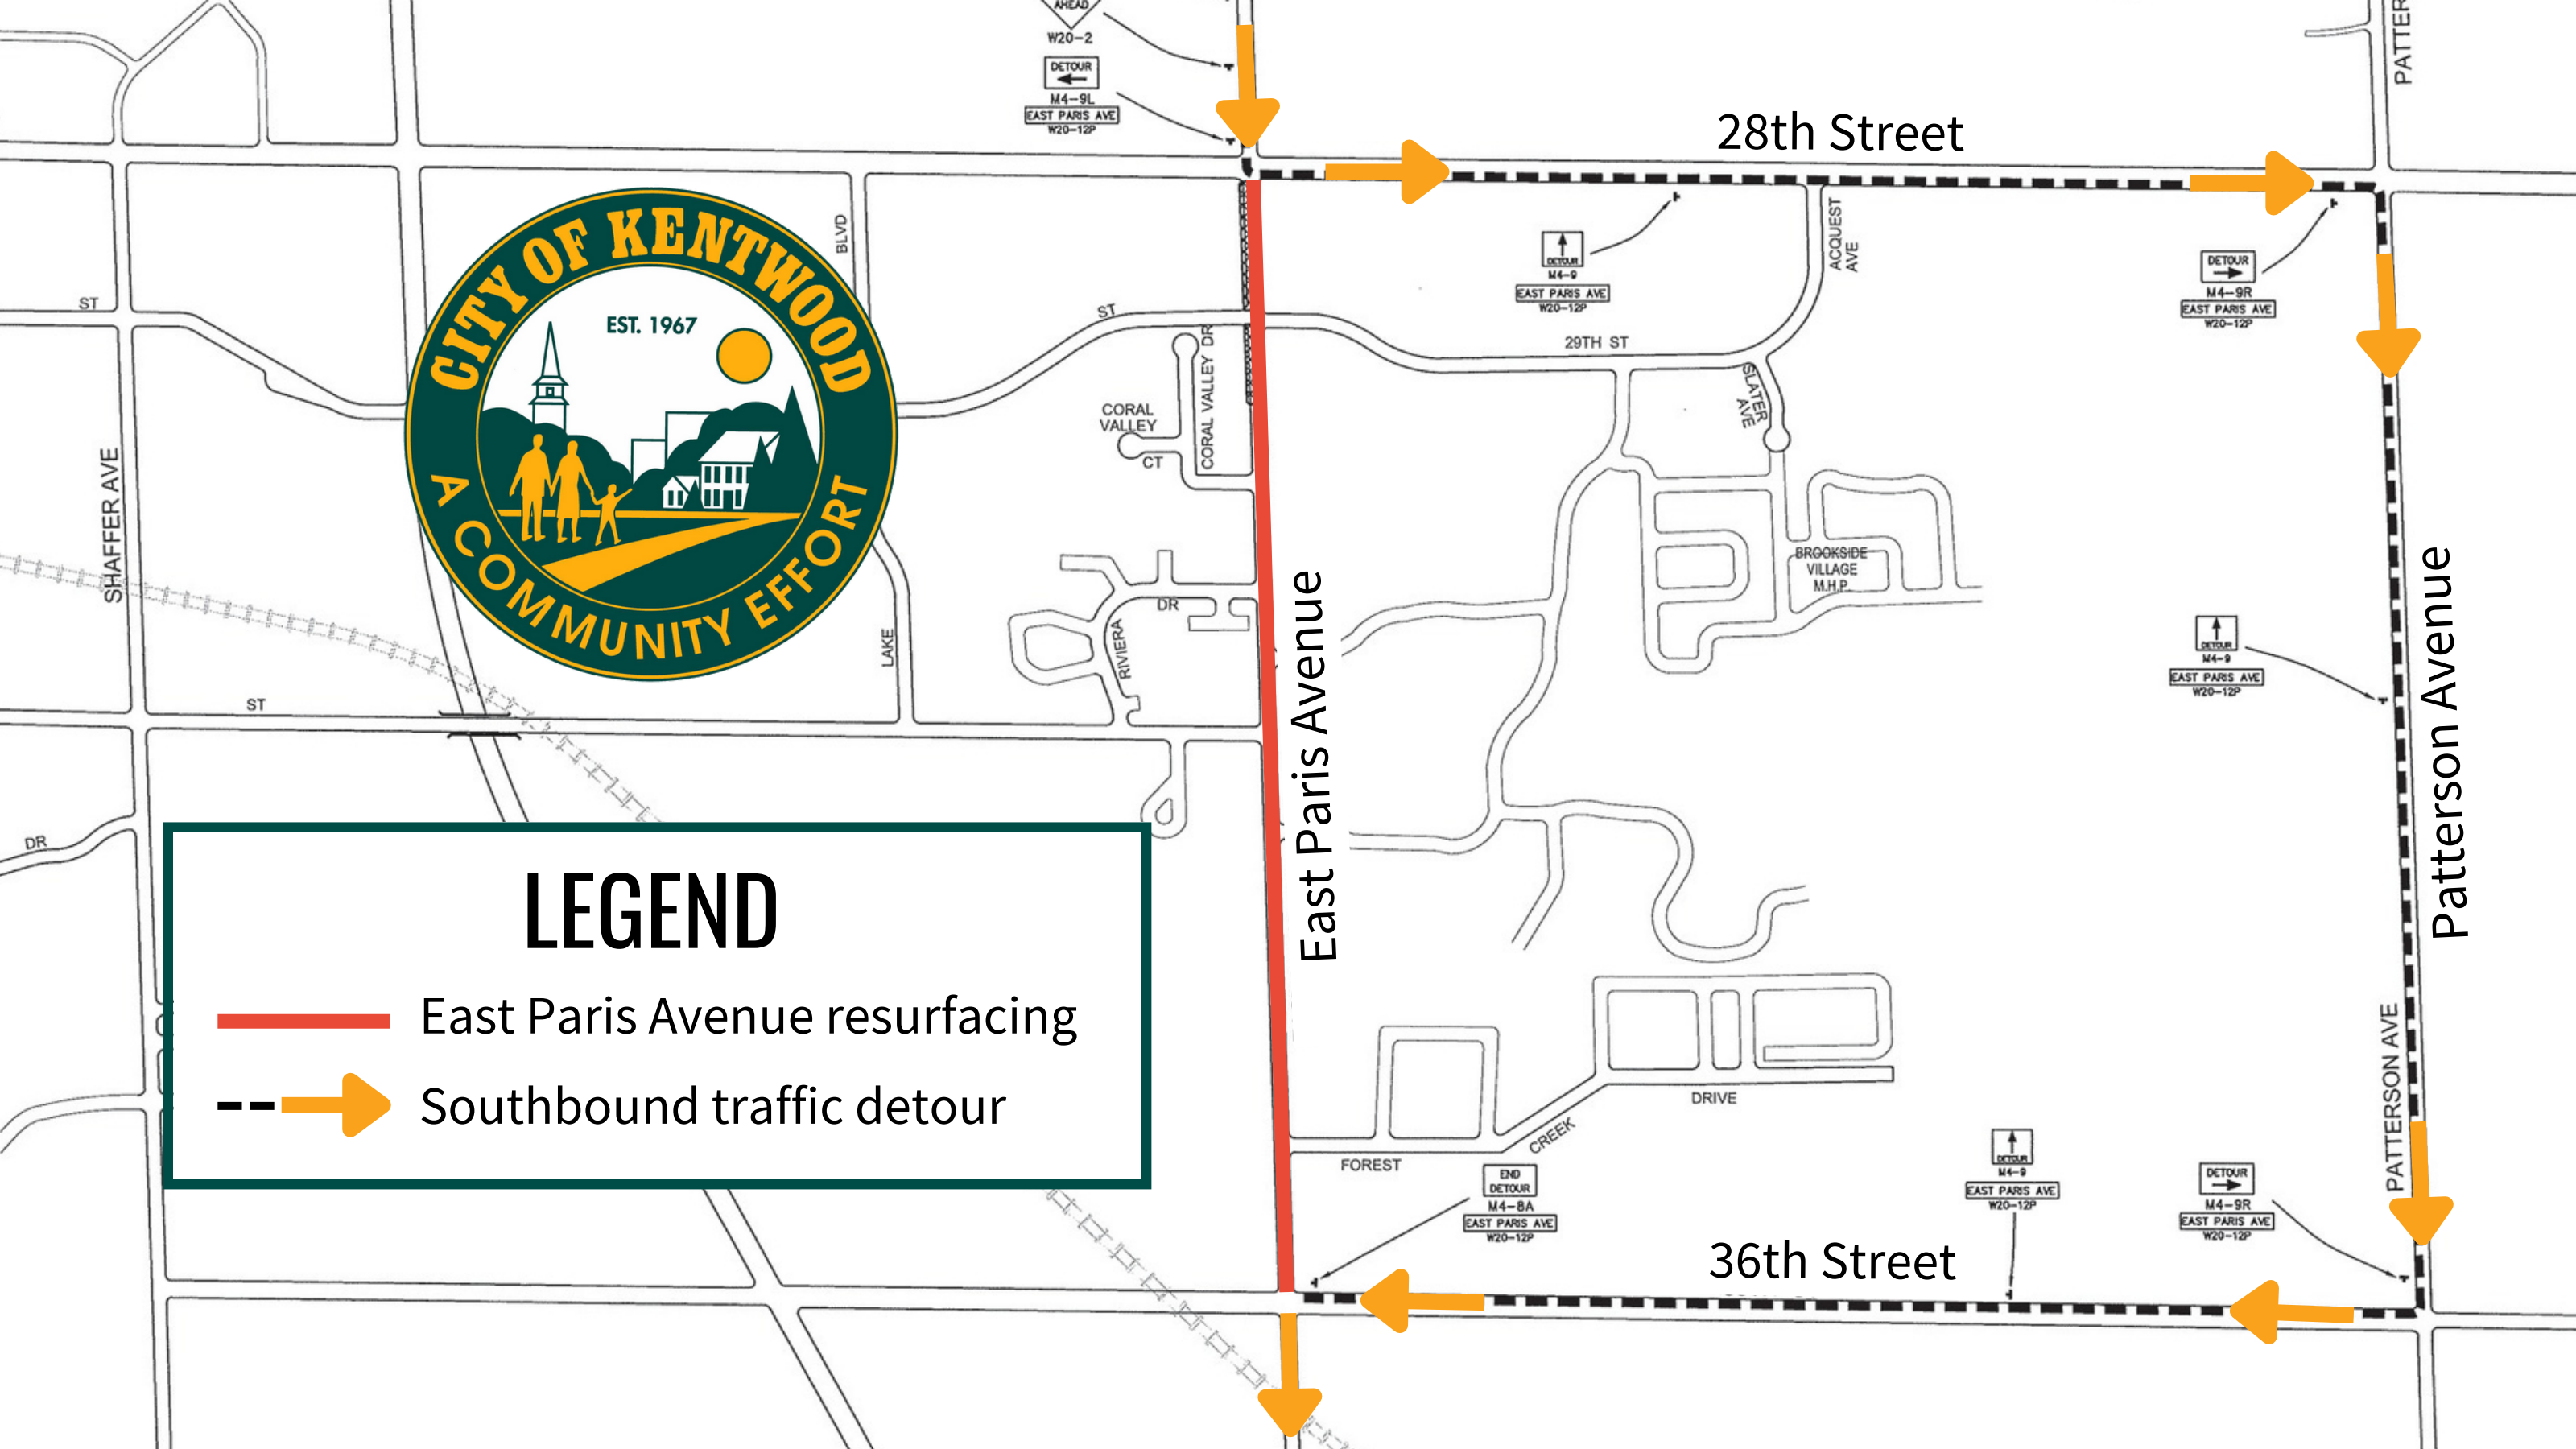 AHEAD
W20-2
DETOUR
M4-9L
EAST PARIS AVE
W20-12P
PATTER
28th Street
CITY OF KENTWOOD
EST. 1967
A COMMUNITY EFFORT
BLVD
ACQUEST
AVE
DETOUR
M4-9
EAST PARIS AVE
W20-12P
DETOUR
M4-9R
EAST PARIS AVE
W20-12P
ST
ST
29TH ST
SLATER
AVE
CORAL
VALLEY
CT
CORAL VALLEY DR
SHAFFER AVE
BROOKSIDE
VILLAGE
M.H.P.
DR
RIVIERA
LAKE
East Paris Avenue
Patterson Avenue
DETOUR
M4-9
EAST PARIS AVE
W20-12P
ST
DR
LEGEND
East Paris Avenue resurfacing
Southbound traffic detour
DRIVE
CREEK
FOREST
PATTERSON AVE
END
DETOUR
M4-8A
EAST PARIS AVE
W20-12P
DETOUR
M4-9
EAST PARIS AVE
W20-12P
DETOUR
M4-9R
EAST PARIS AVE
W20-12P
36th Street